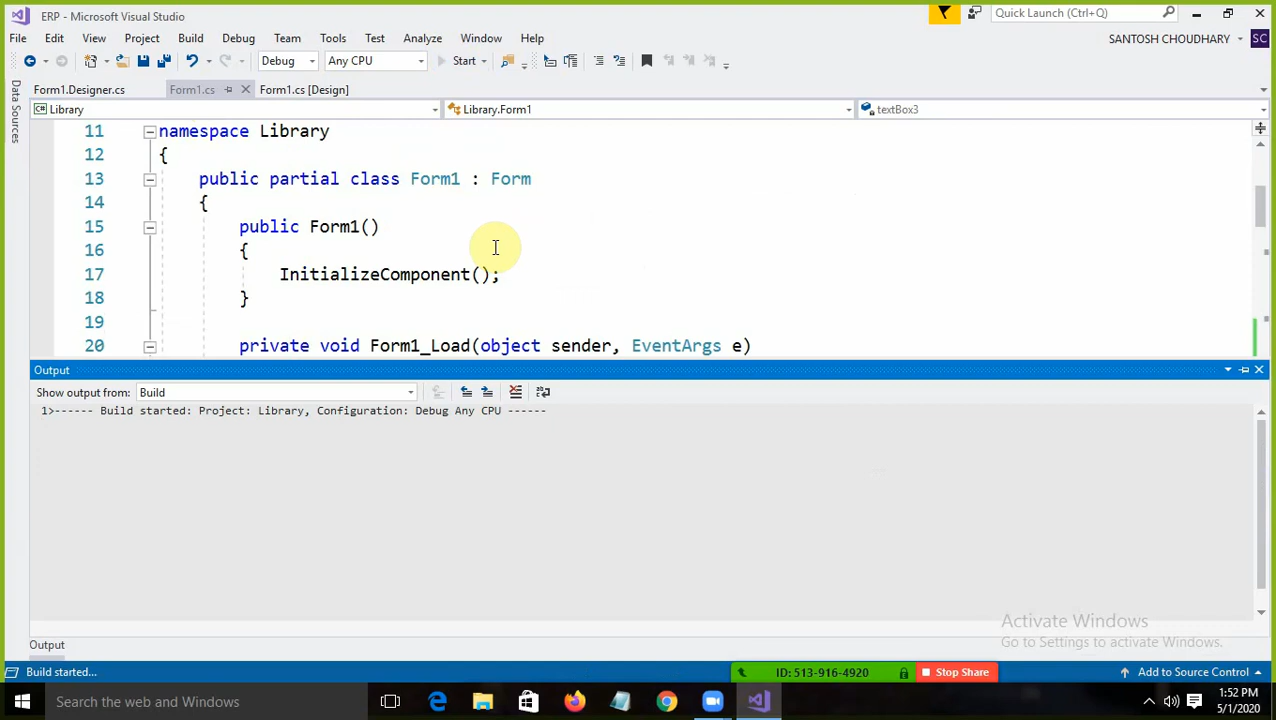 ERP - Microsoft Visual Studio
Quick Launch (Ctrl+Q)
File Edit View Project Build Debug Team Tools Test Analyze Window Help
SANTOSH CHOUDHARY SC
Debug Any CPU Start
Form1.Designer.cs Form1.cs Form1.cs [Design]
Data Sources
Library Library.Form1 textBox3
11 namespace Library
12 {
13 public partial class Form1 : Form
14 {
15 public Form1()
16 {
17 InitializeComponent();
18 }
19
20 private void Form1_Load(object sender, EventArgs e)
Output
Show output from: Build
1>------ Build started: Project: Library, Configuration: Debug Any CPU ------
Activate Windows
Go to Settings to activate Windows.
Output
Build started...
ID: 513-916-4920 Stop Share
Add to Source Control
Search the web and Windows
1:52 PM
5/1/2020